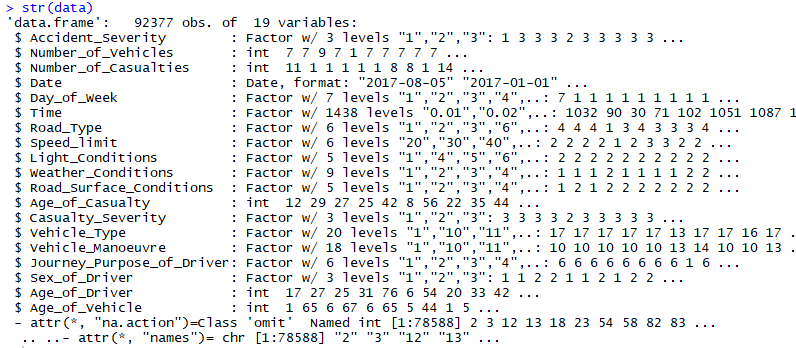 > str(data)
'data.frame':   92377 obs. of  19 variables:
 $ Accident_Severity        : Factor w/ 3 levels "1","2","3": 1 3 3 3 2 3 3 3 3 3 ...
 $ Number_of_Vehicles       : int  7 7 9 7 1 7 7 7 7 7 ...
 $ Number_of_Casualties     : int  11 1 1 1 1 1 8 8 1 14 ...
 $ Date                     : Date, format: "2017-08-05" "2017-01-01" ...
 $ Day_of_Week              : Factor w/ 7 levels "1","2","3","4",..: 7 1 1 1 1 1 1 1 1 1 ...
 $ Time                     : Factor w/ 1438 levels "0.01","0.02",..: 1032 90 30 71 102 1051 1087 1
 $ Road_Type                : Factor w/ 6 levels "1","2","3","6",..: 4 4 4 1 3 4 3 3 3 4 ...
 $ Speed_limit              : Factor w/ 6 levels "20","30","40",..: 2 2 2 2 1 2 3 3 2 2 ...
 $ Light_Conditions         : Factor w/ 5 levels "1","4","5","6",..: 2 2 2 2 2 2 2 2 2 2 ...
 $ Weather_Conditions       : Factor w/ 9 levels "1","2","3","4",..: 1 1 1 2 1 1 1 1 2 2 ...
 $ Road_Surface_Conditions  : Factor w/ 5 levels "1","2","3","4",..: 1 2 1 2 2 2 2 2 2 2 ...
 $ Age_of_Casualty          : int  12 29 27 25 42 8 56 22 35 44 ...
 $ Casualty_Severity        : Factor w/ 3 levels "1","2","3": 3 3 3 3 2 3 3 3 3 3 ...
 $ Vehicle_Type             : Factor w/ 20 levels "1","10","11",..: 17 17 17 17 17 13 17 17 16 17 ..
 $ Vehicle_Manoeuvre        : Factor w/ 18 levels "1","10","11",..: 10 10 10 10 10 13 14 10 10 13 ..
 $ Journey_Purpose_of_Driver: Factor w/ 6 levels "1","2","3","4",..: 6 6 6 6 6 6 6 6 1 6 ...
 $ Sex_of_Driver            : Factor w/ 3 levels "1","2","3": 1 1 2 2 1 1 2 1 2 2 ...
 $ Age_of_Driver            : int  17 27 25 31 76 6 54 20 33 42 ...
 $ Age_of_Vehicle           : int  1 65 6 67 6 65 5 44 1 5 ...
 - attr(*, "na.action")=Class 'omit'  Named int [1:78588] 2 3 12 13 18 23 54 58 82 83 ...
  .. ..- attr(*, "names")= chr [1:78588] "2" "3" "12" "13" ...